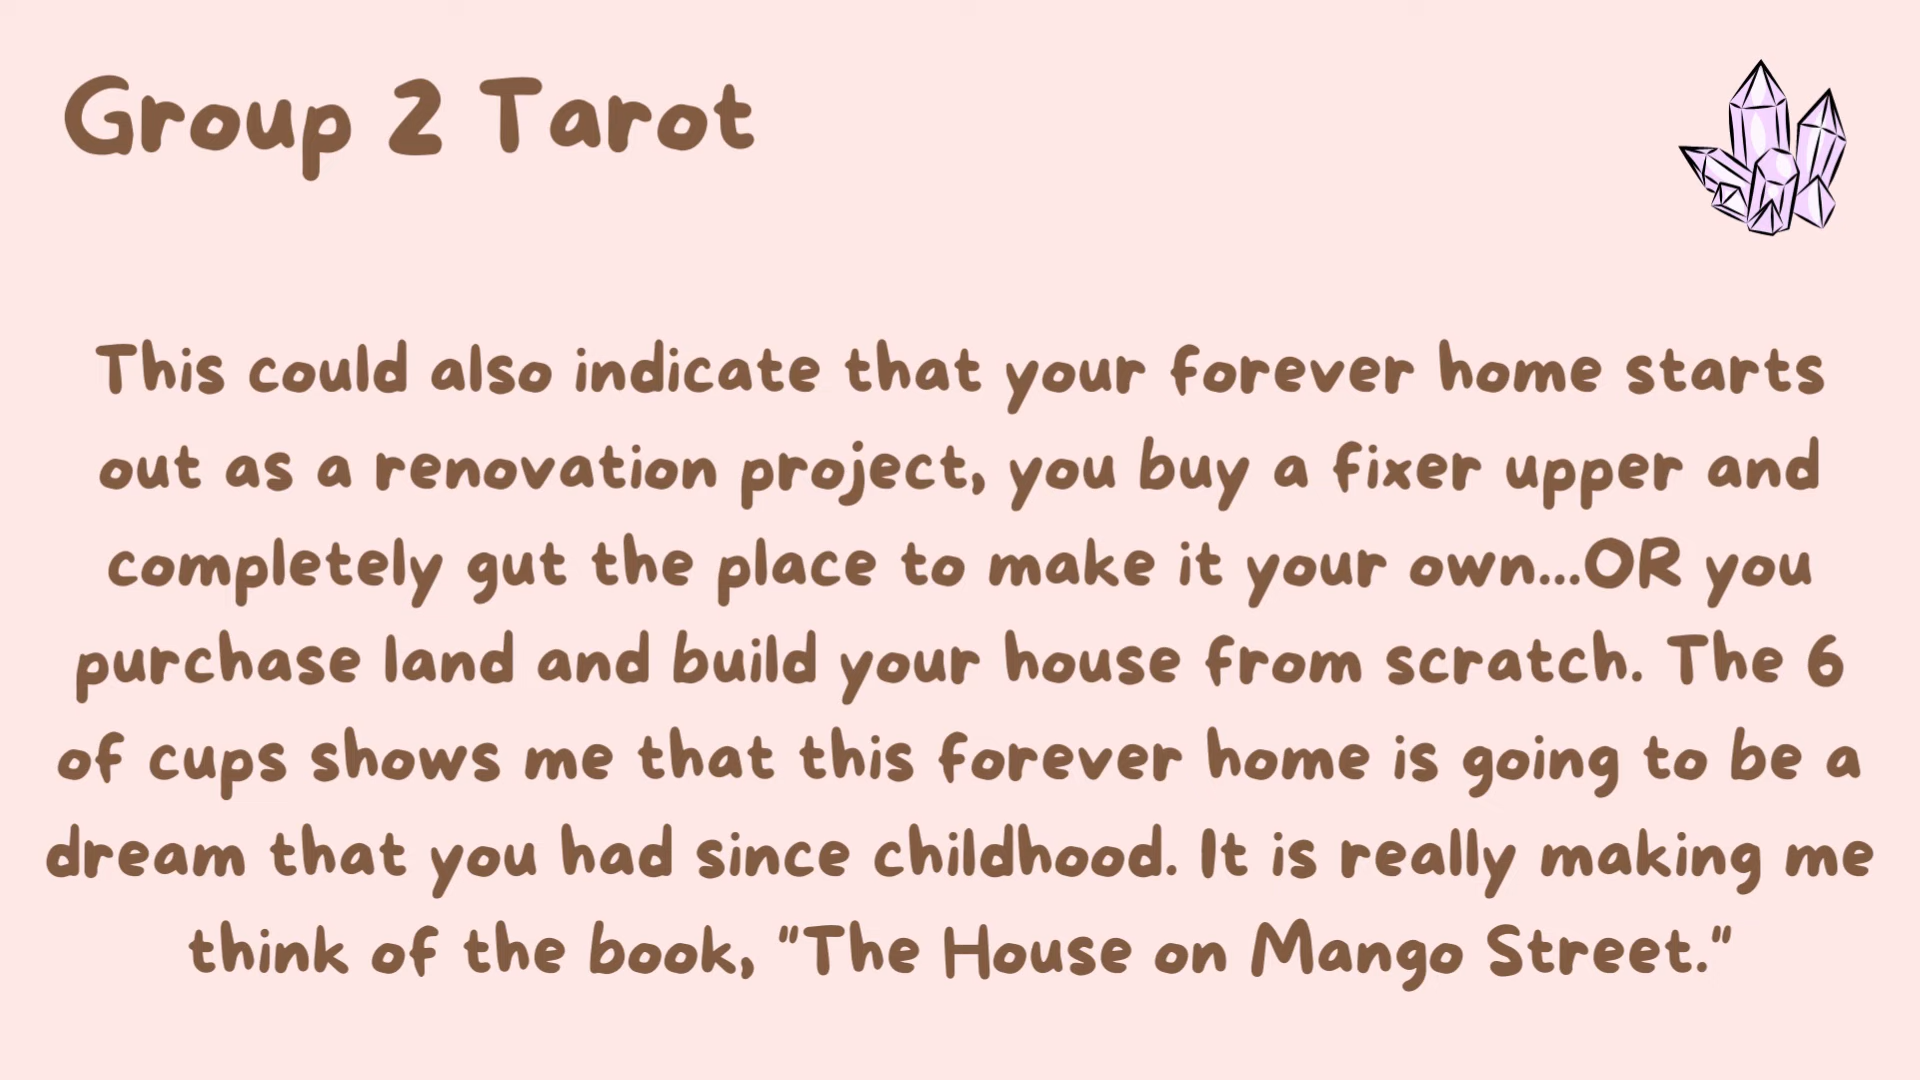 Group 2 Tarot
This could also indicate that your forever home starts
out as a renovation project, you buy a fixer upper and
completely gut the place to make it your own...OR you
purchase land and build your house from scratch. The 6
of cups shows me that this forever home is going to be a
dream that you had since childhood. It is really making me
think of the book, "The House on Mango Street."